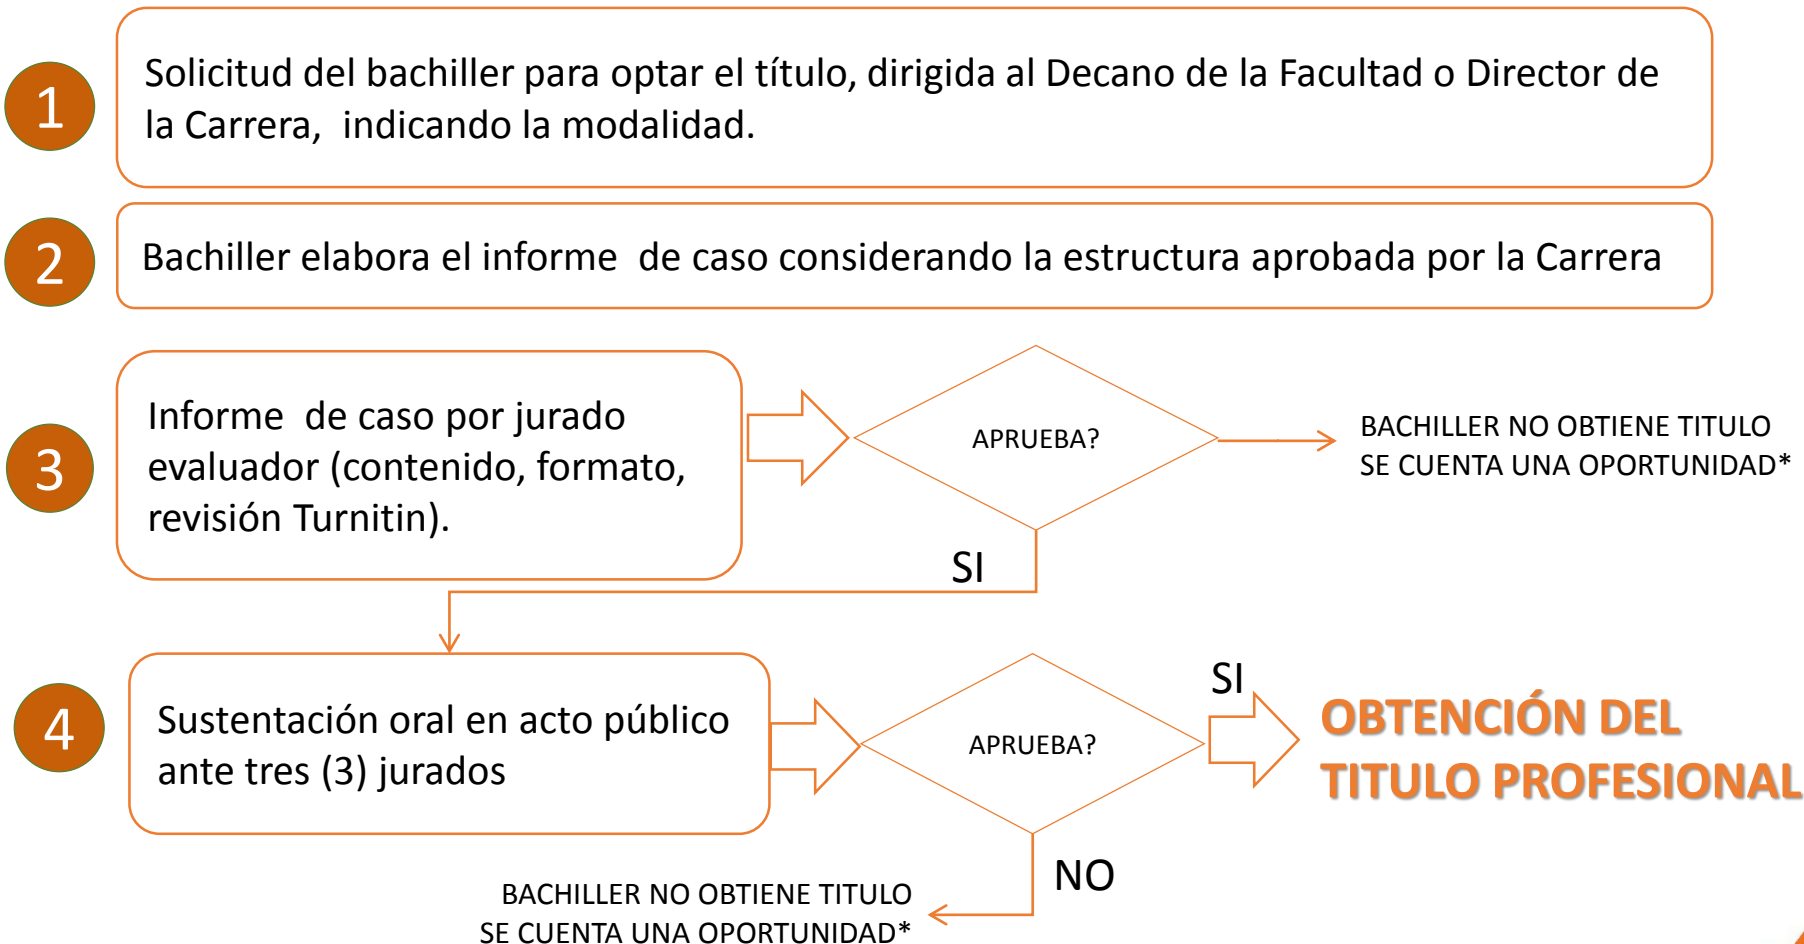 1
Solicitud del bachiller para optar el título, dirigida al Decano de la Facultad o Director de
la Carrera, indicando la modalidad.
2
Bachiller elabora el informe de caso considerando la estructura aprobada por la Carrera
3
Informe de caso por jurado
evaluador (contenido, formato,
revisión Turnitin).
APRUEBA?
BACHILLER NO OBTIENE TITULO
SE CUENTA UNA OPORTUNIDAD*
SI
4
Sustentación oral en acto público
ante tres (3) jurados
APRUEBA?
SI
OBTENCIÓN DEL
TITULO PROFESIONAL
NO
BACHILLER NO OBTIENE TITULO
SE CUENTA UNA OPORTUNIDAD*